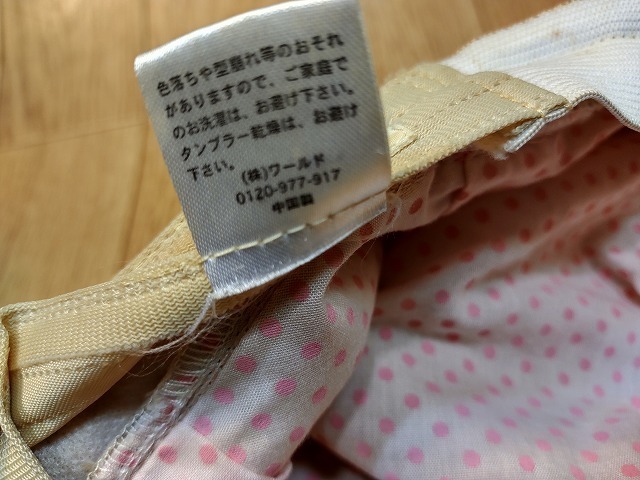 色落ちや型崩れ等のおそれ
がありますので、ご家庭で
のお洗濯は、お避け下さい。
タンブラー乾燥は、お避け
下さい。
(株)ワールド
0120-977-917
中国製